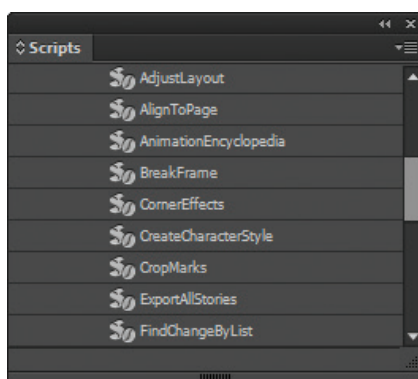 Scripts
AdjustLayout
AlignToPage
AnimationEncyclopedia
BreakFrame
CornerEffects
CreateCharacterStyle
CropMarks
ExportAllStories
FindChangeByList